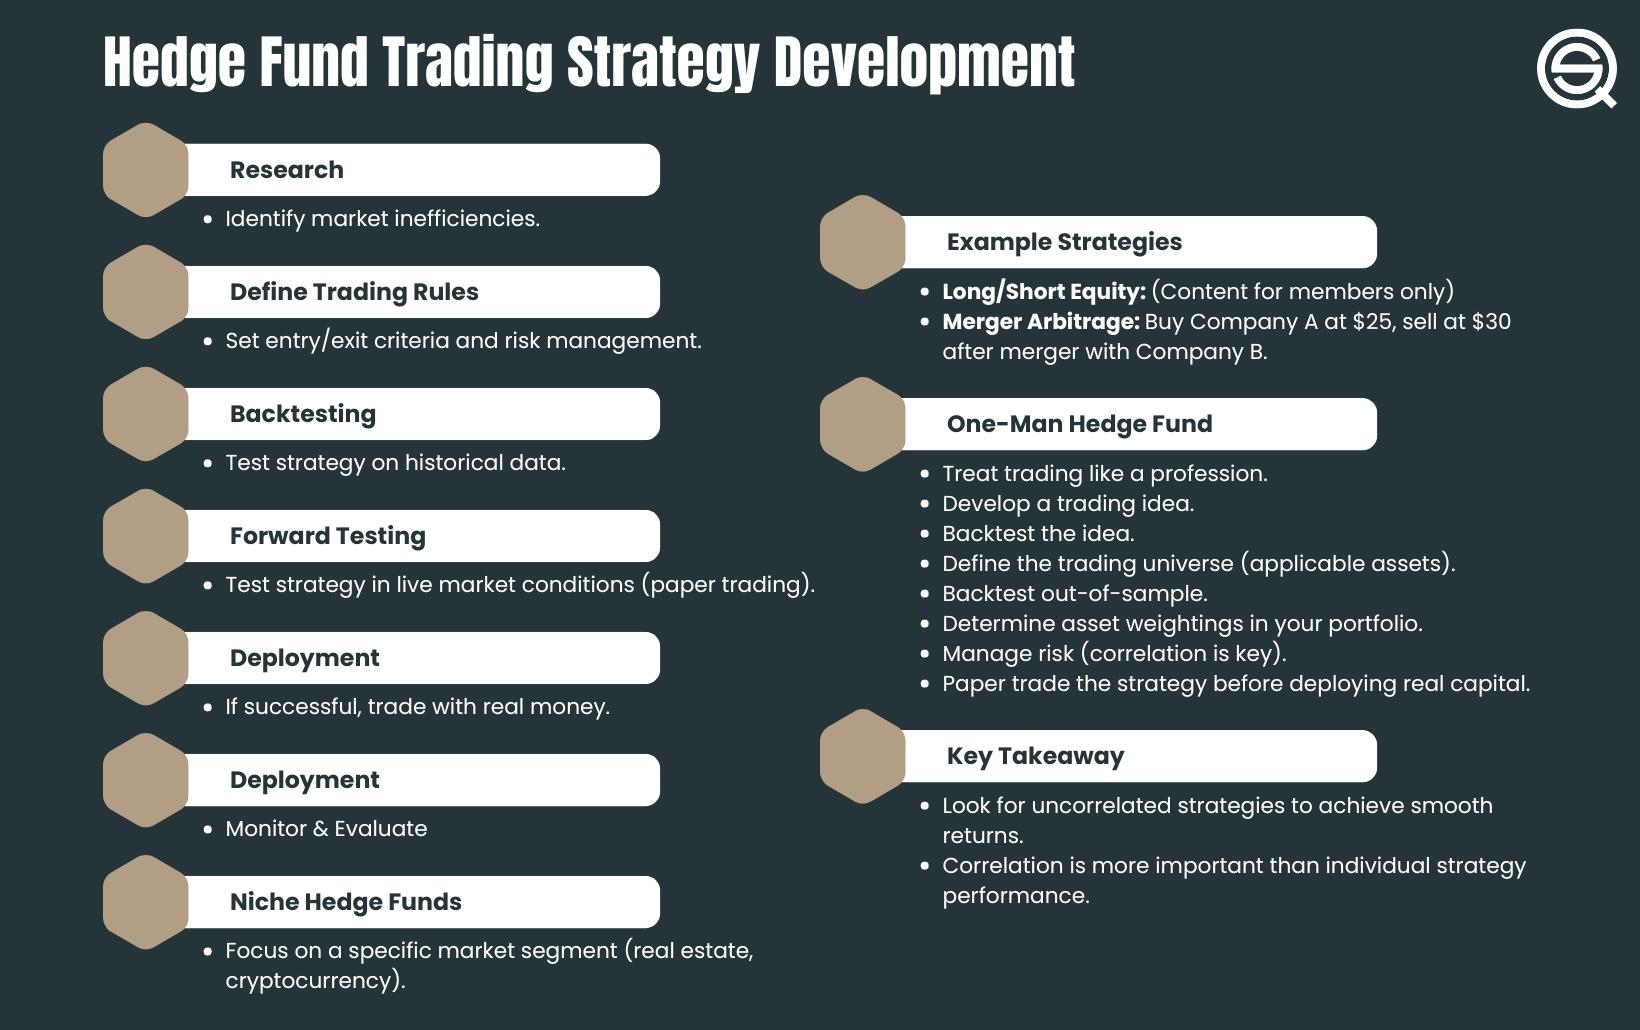 Hedge Fund Trading Strategy Development
Research
• Identify market inefficiencies.
Define Trading Rules
• Set entry/exit criteria and risk management.
Backtesting
• Test strategy on historical data.
Forward Testing
• Test strategy in live market conditions (paper trading).
Deployment
• If successful, trade with real money.
Deployment
• Monitor & Evaluate
Niche Hedge Funds
• Focus on a specific market segment (real estate,
cryptocurrency).
Example Strategies
• Long/Short Equity: (Content for members only)
• Merger Arbitrage: Buy Company A at $25, sell at $30
after merger with Company B.
One-Man Hedge Fund
• Treat trading like a profession.
• Develop a trading idea.
• Backtest the idea.
• Define the trading universe (applicable assets).
• Backtest out-of-sample.
• Determine asset weightings in your portfolio.
• Manage risk (correlation is key).
• Paper trade the strategy before deploying real capital.
Key Takeaway
• Look for uncorrelated strategies to achieve smooth
returns.
• Correlation is more important than individual strategy
performance.